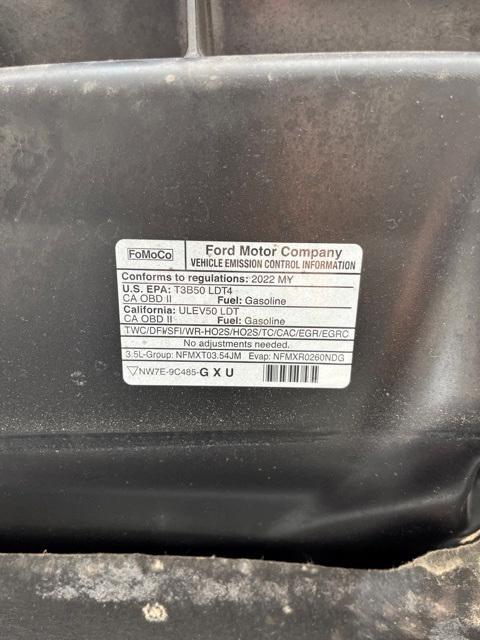 FoMoCo
Ford Motor Company
VEHICLE EMISSION CONTROL INFORMATION
Conforms to regulations: 2022 MY
U.S. EPA: T3B50 LDT4
CA OBD II Fuel: Gasoline
California: ULEV50 LDT
CA OBD II Fuel: Gasoline
TWC/DFI/SFI/WR-HO2S/HO2S/TC/CAC/EGR/EGRC
No adjustments needed.
3.5L-Group: NFMXT03.54JM Evap: NFMXR0260NDG
▽NW7E-9C485-G X U